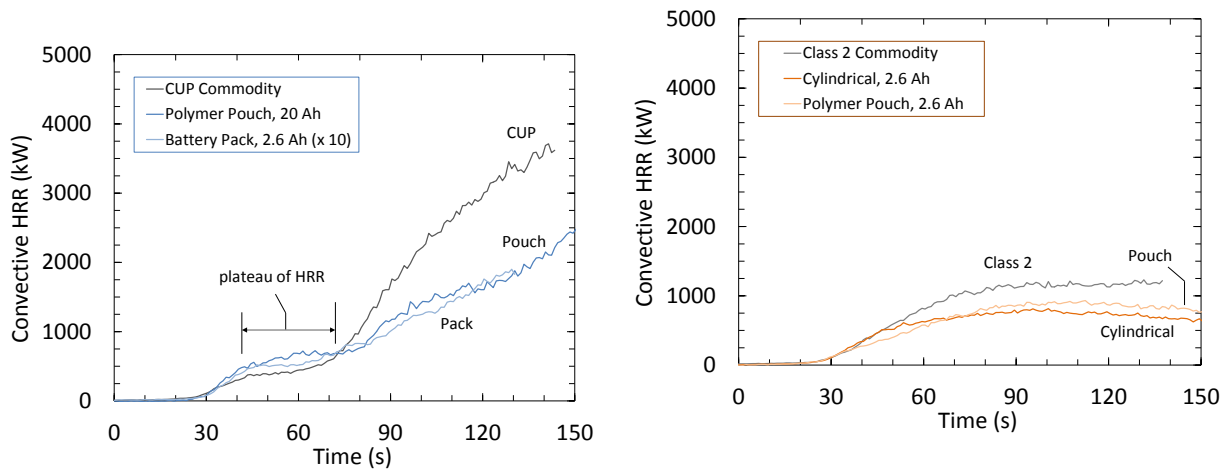 5000
4000
3000
2000
1000
0
Convective HRR (kW)
CUP Commodity
Polymer Pouch, 20 Ah
Battery Pack, 2.6 Ah (x 10)
CUP
Pouch
plateau of HRR
Pack
0 30 60 90 120 150
Time (s)
5000
4000
3000
2000
1000
0
Convective HRR (kW)
Class 2 Commodity
Cylindrical, 2.6 Ah
Polymer Pouch, 2.6 Ah
Class 2
Pouch
Cylindrical
0 30 60 90 120 150
Time (s)